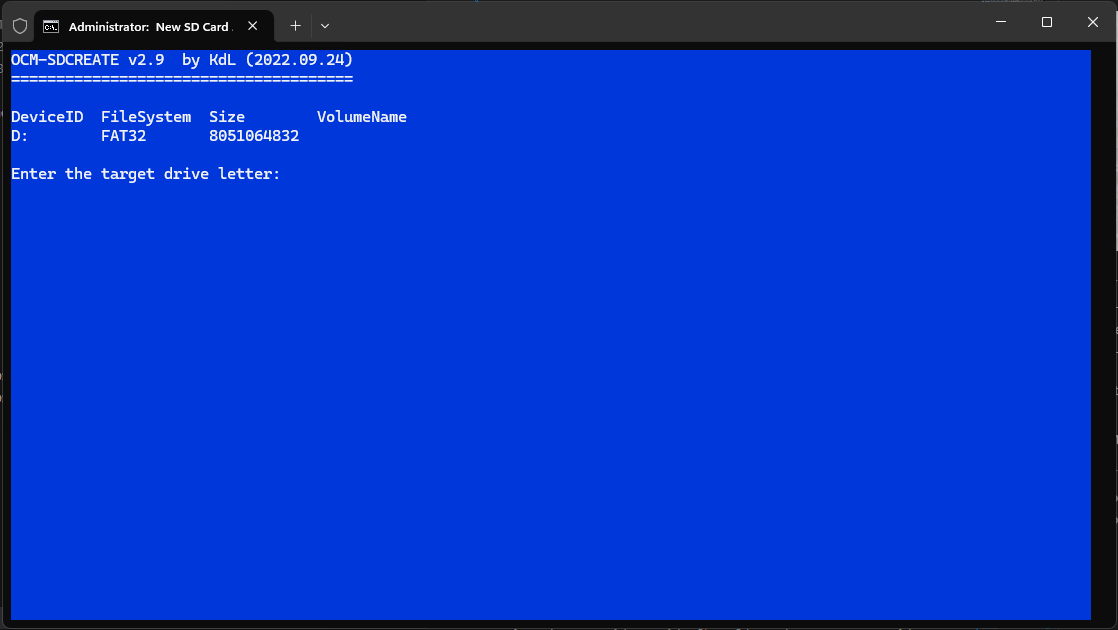 Administrator: New SD Card
OCM-SDCREATE v2.9  by KdL (2022.09.24)
======================================
DeviceID  FileSystem  Size        VolumeName
D:        FAT32       8051064832
Enter the target drive letter: